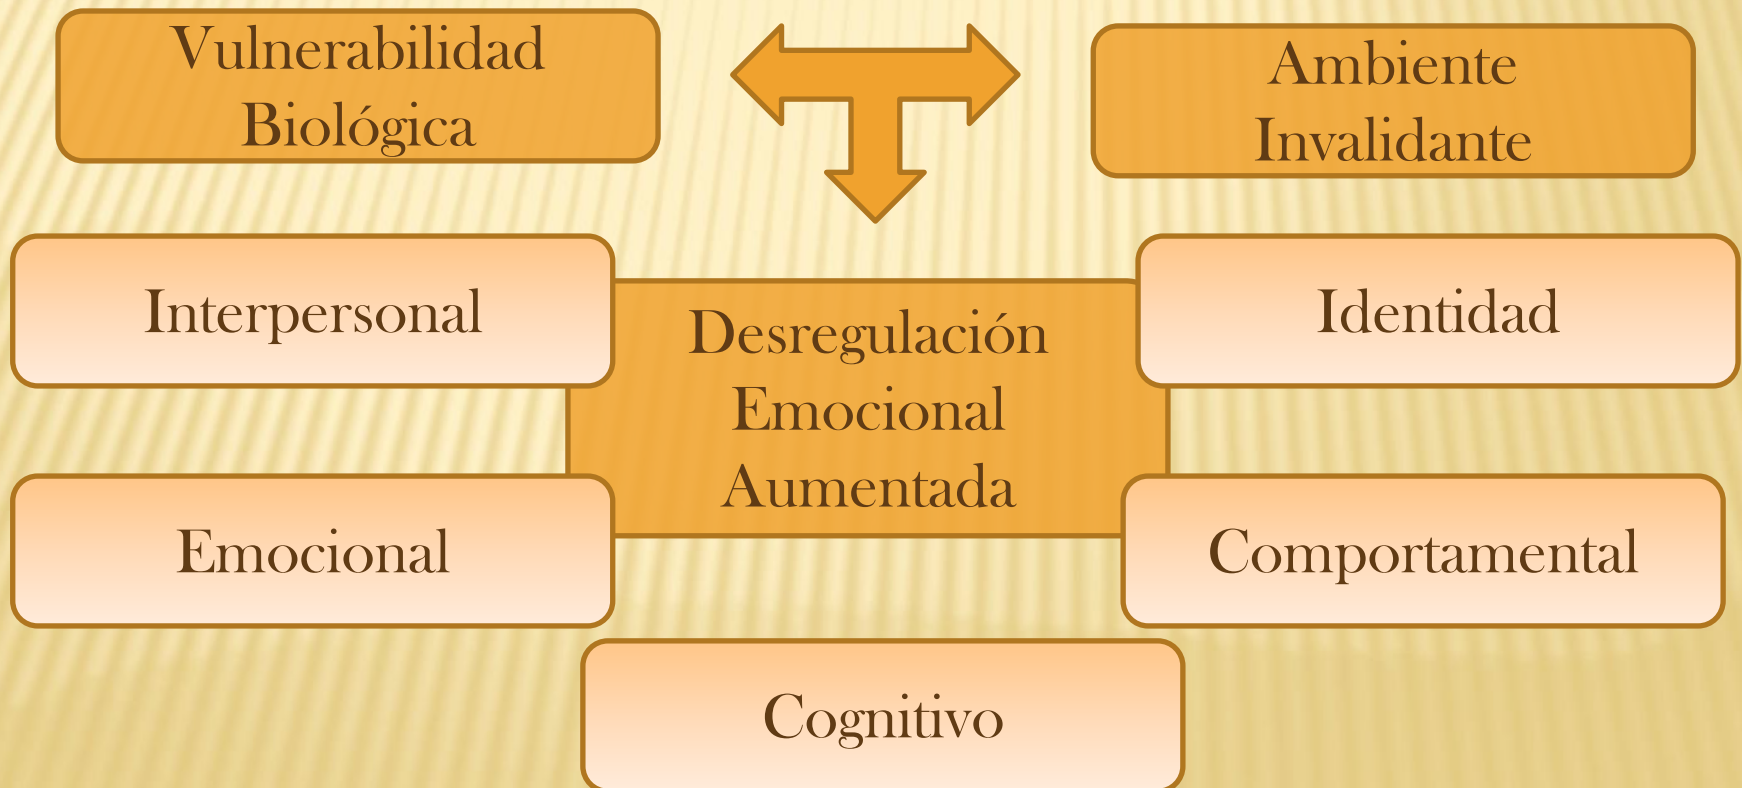 Vulnerabilidad
Biológica
Ambiente
Invalidante
Interpersonal
Desregulación
Emocional
Aumentada
Identidad
Emocional
Comportamental
Cognitivo